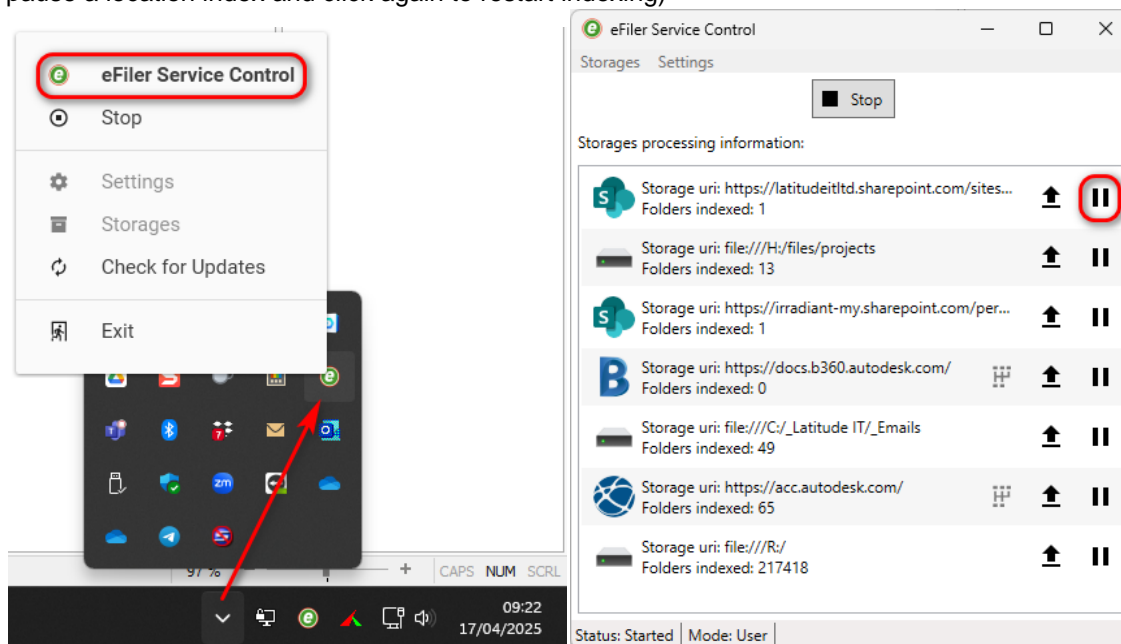 pause a location index and click again to restart indexing)
eFiler Service Control
Stop
Settings
Storages
Check for Updates
Exit
97 %
CAPS NUM SCRL
09:22
17/04/2025
eFiler Service Control
Storages Settings
Stop
Storages processing information:
Storage uri: https://latitudeitltd.sharepoint.com/sites...
Folders indexed: 1
Storage uri: file:///H:/files/projects
Folders indexed: 13
Storage uri: https://irradiant-my.sharepoint.com/per...
Folders indexed: 1
Storage uri: https://docs.b360.autodesk.com/
Folders indexed: 0
Storage uri: file:///C:/_Latitude IT/_Emails
Folders indexed: 49
Storage uri: https://acc.autodesk.com/
Folders indexed: 65
Storage uri: file:///R:/
Folders indexed: 217418
Status: Started Mode: User